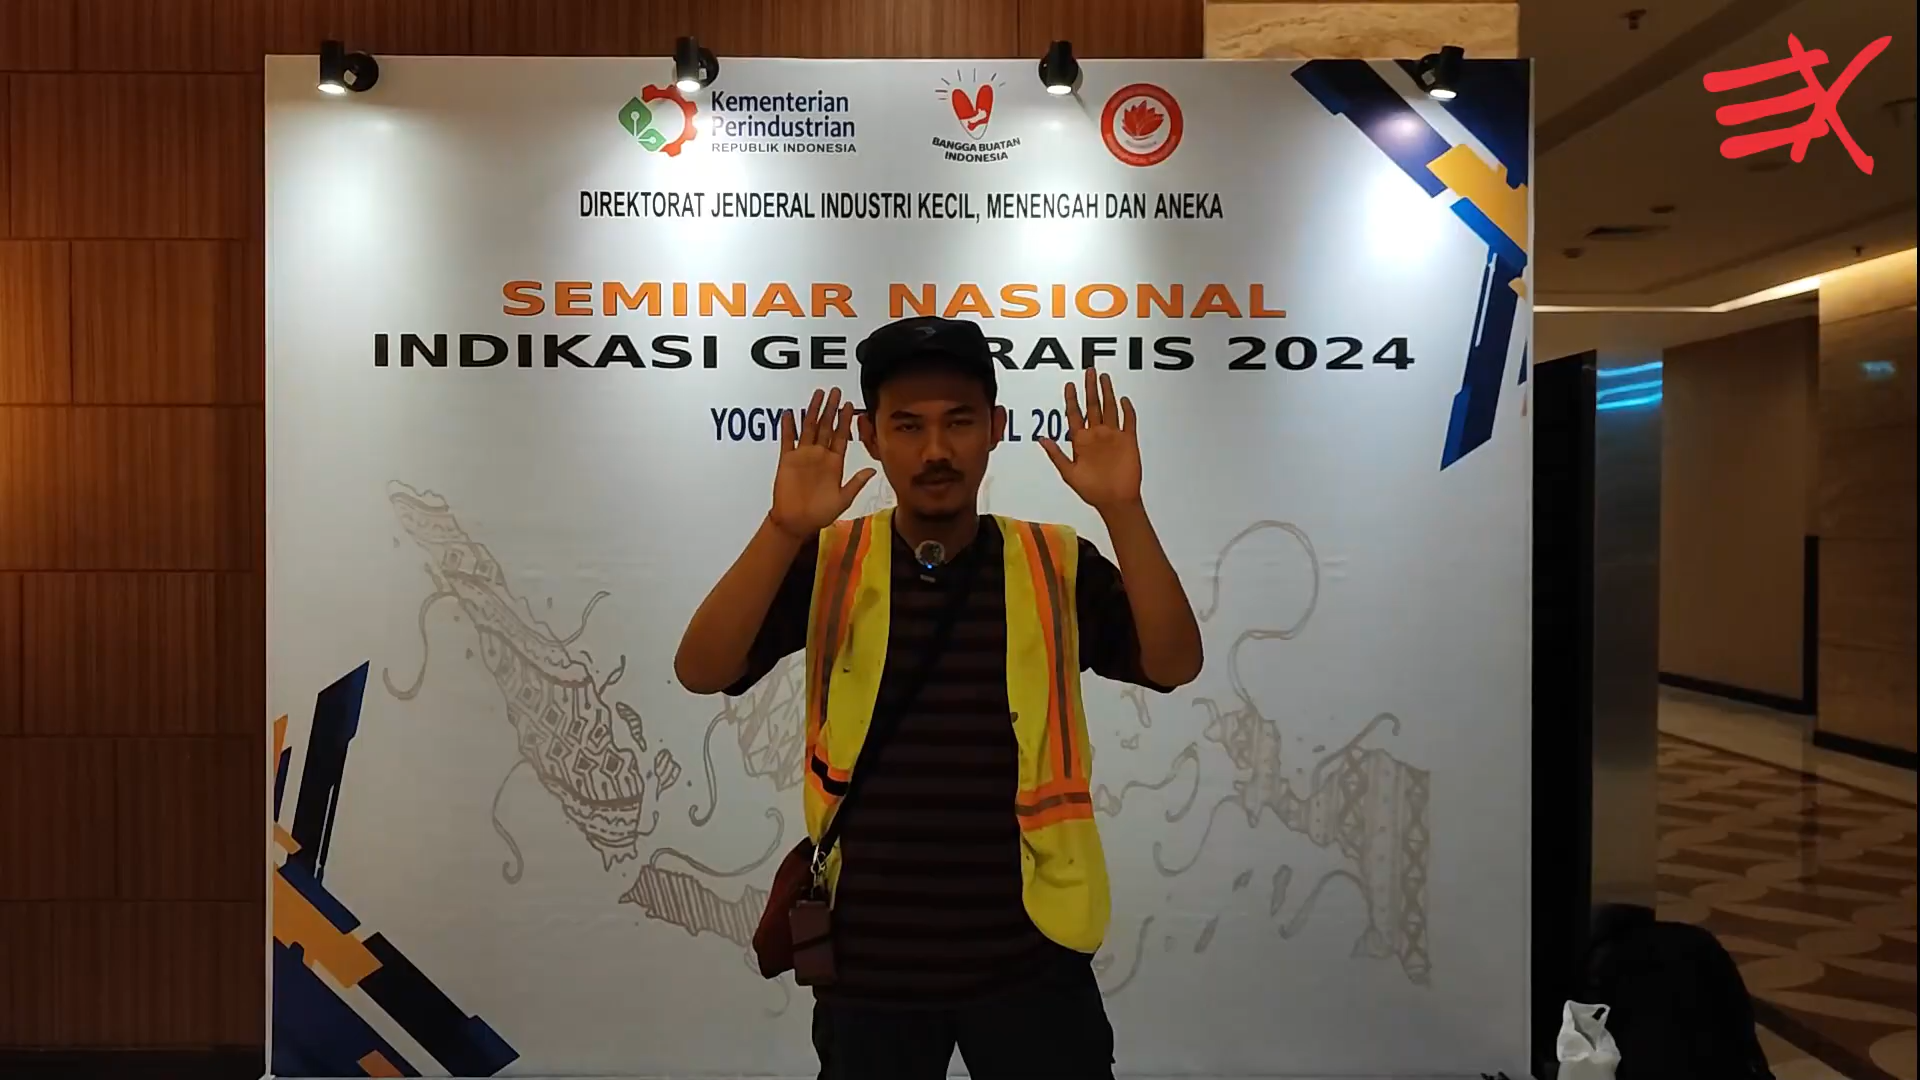 Kementerian
Perindustrian
REPUBLIK INDONESIA
BANGGA BUATAN
INDONESIA
DIREKTORAT JENDERAL INDUSTRI KECIL, MENENGAH DAN ANEKA
SEMINAR NASIONAL
INDIKASI GE RAFIS 2024